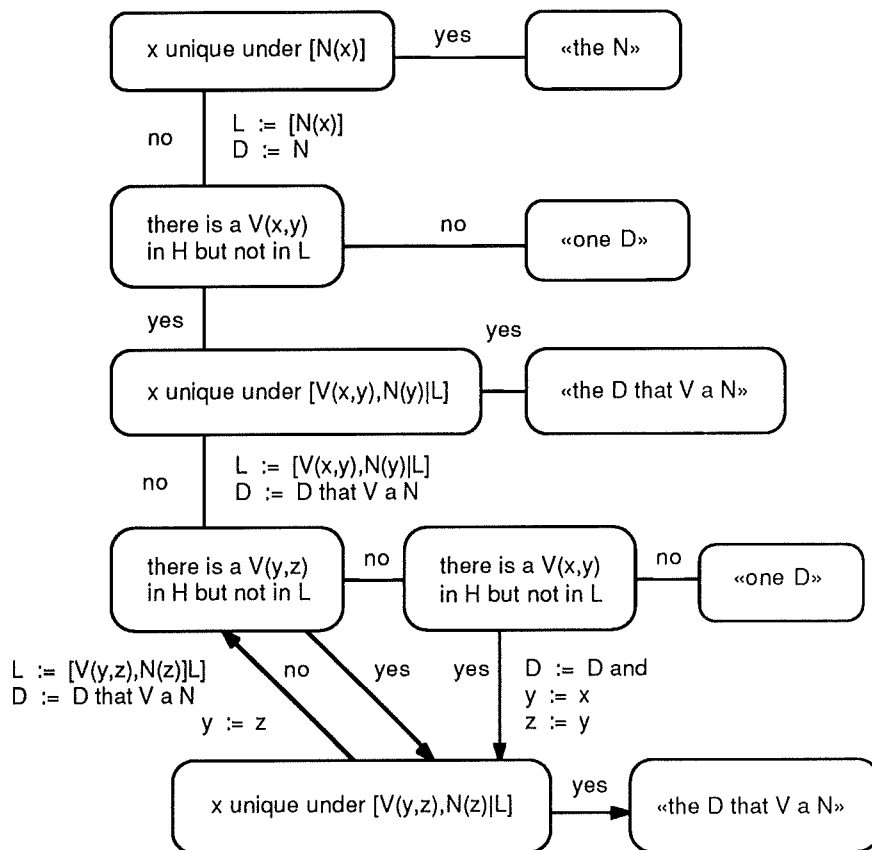 x unique under [N(x)]
yes
«the N»
no
L := [N(x)]
D := N
there is a V(x,y)
in H but not in L
no
«one D»
yes
yes
x unique under [V(x,y),N(y)|L]
«the D that V a N»
no
L := [V(x,y),N(y)|L]
D := D that V a N
there is a V(y,z)
in H but not in L
no
there is a V(x,y)
in H but not in L
no
«one D»
L := [V(y,z),N(z)]L]
D := D that V a N
y := z
no
yes
yes
D := D and
y := x
z := y
x unique under [V(y,z),N(z)|L]
yes
«the D that V a N»